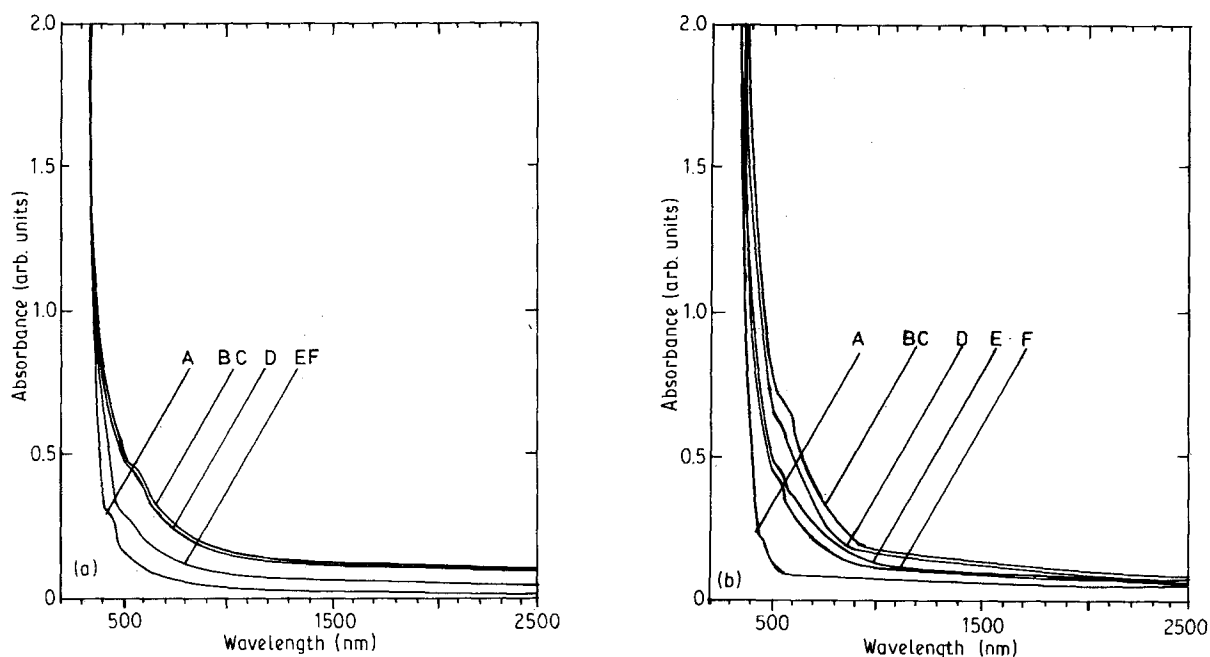 2.0
1.5
1.0
0.5
0
Absorbance (arb. units)
A B C D E F
(a)
500 1500 2500
Wavelength (nm)
2.0
1.5
1.0
0.5
0
Absorbance (arb. units)
A BC D E F
(b)
500 1500 2500
Wavelength (nm)